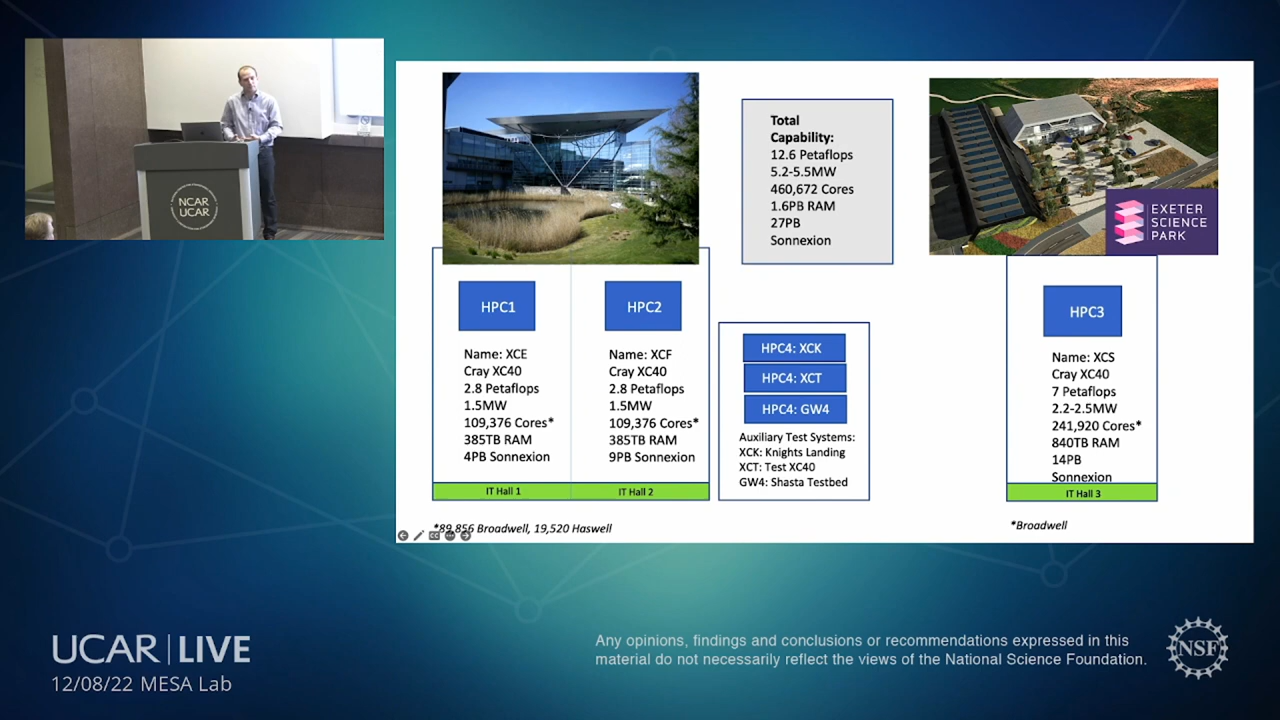 NCAR
UCAR
Total
Capability:
12.6 Petaflops
5.2-5.5MW
460,672 Cores
1.6PB RAM
27PB
Sonnexion
EXETER
SCIENCE
PARK
HPC1
Name: XCE
Cray XC40
2.8 Petaflops
1.5MW
109,376 Cores*
385TB RAM
4PB Sonnexion
IT Hall 1
HPC2
Name: XCF
Cray XC40
2.8 Petaflops
1.5MW
109,376 Cores*
385TB RAM
9PB Sonnexion
IT Hall 2
*89,856 Broadwell, 19,520 Haswell
HPC4: XCK
HPC4: XCT
HPC4: GW4
Auxiliary Test Systems:
XCK: Knights Landing
XCT: Test XC40
GW4: Shasta Testbed
HPC3
Name: XCS
Cray XC40
7 Petaflops
2.2-2.5MW
241,920 Cores*
840TB RAM
14PB
Sonnexion
IT Hall 3
*Broadwell
UCAR | LIVE
12/08/22 MESA Lab
Any opinions, findings and conclusions or recommendations expressed in this
material do not necessarily reflect the views of the National Science Foundation.
NSF